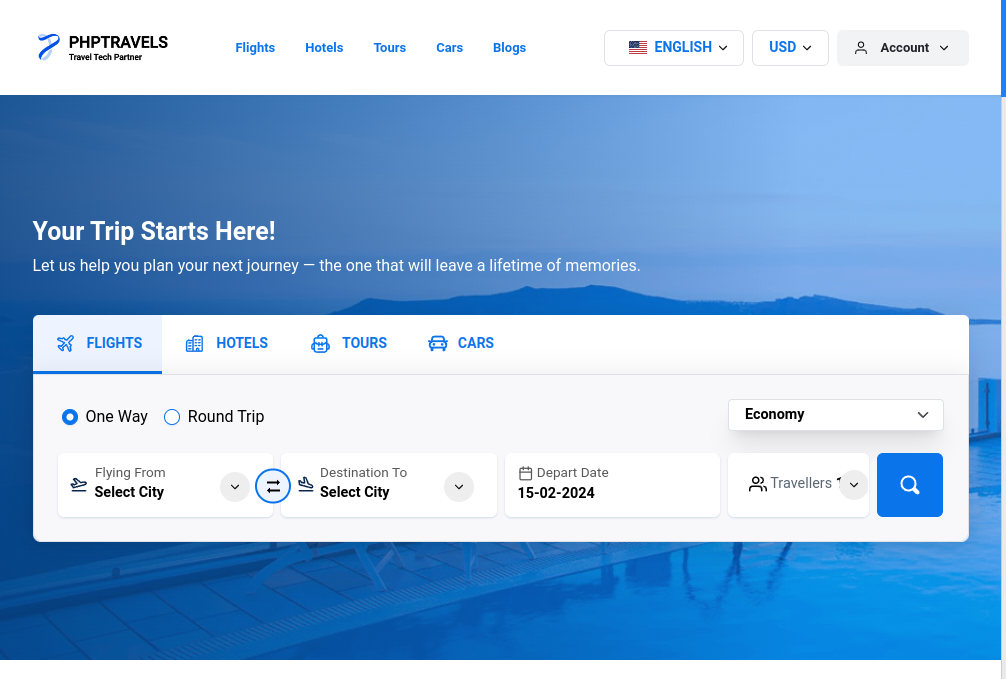 PHPTRAVELS
Travel Tech Partner
Flights
Hotels
Tours
Cars
Blogs
ENGLISH
USD
Account
Your Trip Starts Here!
Let us help you plan your next journey — the one that will leave a lifetime of memories.
FLIGHTS
HOTELS
TOURS
CARS
One Way
Round Trip
Economy
Flying From
Select City
Destination To
Select City
Depart Date
15-02-2024
Travellers